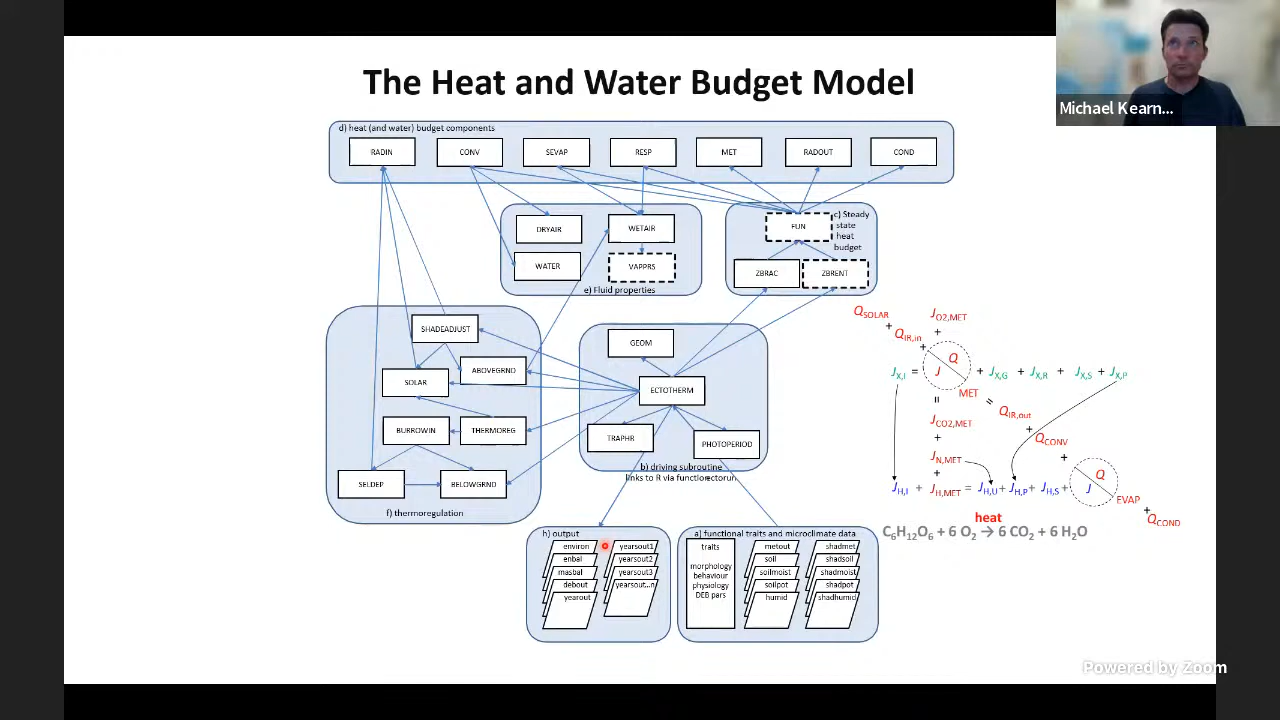 The Heat and Water Budget Model
Michael Kearn...
d) heat (and water) budget components
RADIN CONV SEVAP RESP MET RADOUT COND
DRYAIR WETAIR
WATER VAPPRS
e) Fluid properties
FUN
c) Steady
state
heat
budget
ZBRAC ZBRENT
SHADEADJUST
ABOVEGRND
SOLAR
BURROWIN THERMOREG
SELDEP BELOWGRND
f) thermoregulation
GEOM
ECTOTHERM
TRAPHR PHOTOPERIOD
b) driving subroutine
links to R via function ectorun
Q_SOLAR
+
Q_IR,in
+
J_O2,MET
+
J_X,I = Q J MET + J_X,G + J_X,R + J_X,S + J_X,P
=
J_CO2,MET
+
J_N,MET
+
= Q_IR,out
+
Q_CONV
+
J_H,I + J_H,MET = J_H,U + J_H,P + J_H,S + Q J EVAP
+
Q_COND
heat
C₆H₁₂O₆ + 6 O₂ → 6 CO₂ + 6 H₂O
h) output
environ yearsout1
enbal yearsout2
masbal yearsout3
debout yearsout...n
yearout
a) functional traits and microclimate data
traits
morphology
behaviour
physiology
DEB pars
metout shadmet
soil shadsoil
soilmoist shadmoist
soilpot shadpot
humid shadhumid
Powered by Zoom